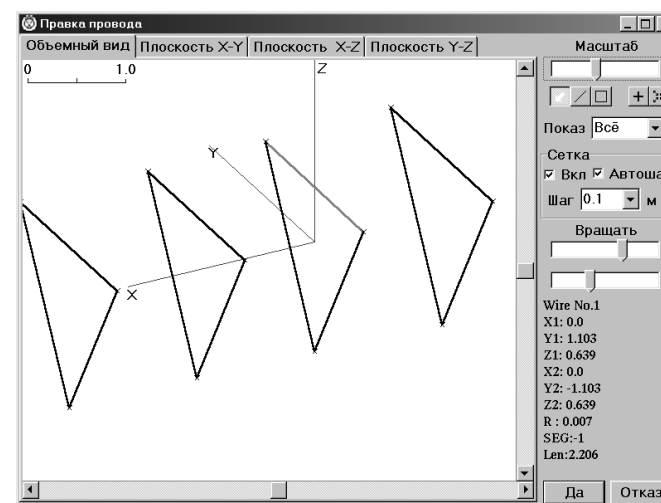 Правка провода
Объемный вид Плоскость X-Y Плоскость X-Z Плоскость Y-Z
0 1.0 Z
Y
X
Масштаб
Показ Всё
Сетка
Вкл Автоша
Шаг 0.1 м
Вращать
Wire No.1
X1: 0.0
Y1: 1.103
Z1: 0.639
X2: 0.0
Y2: -1.103
Z2: 0.639
R : 0.007
SEG:-1
Len:2.206
Да Отказ